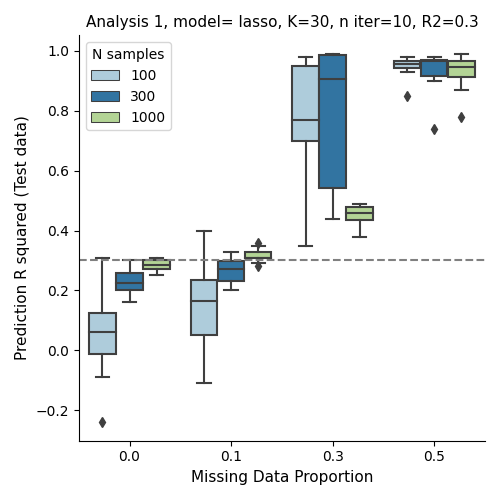 Analysis 1, model= lasso, K=30, n iter=10, R2=0.3
N samples
100
300
1000
Prediction R squared (Test data)
1.0
0.8
0.6
0.4
0.2
0.0
−0.2
0.0 0.1 0.3 0.5
Missing Data Proportion